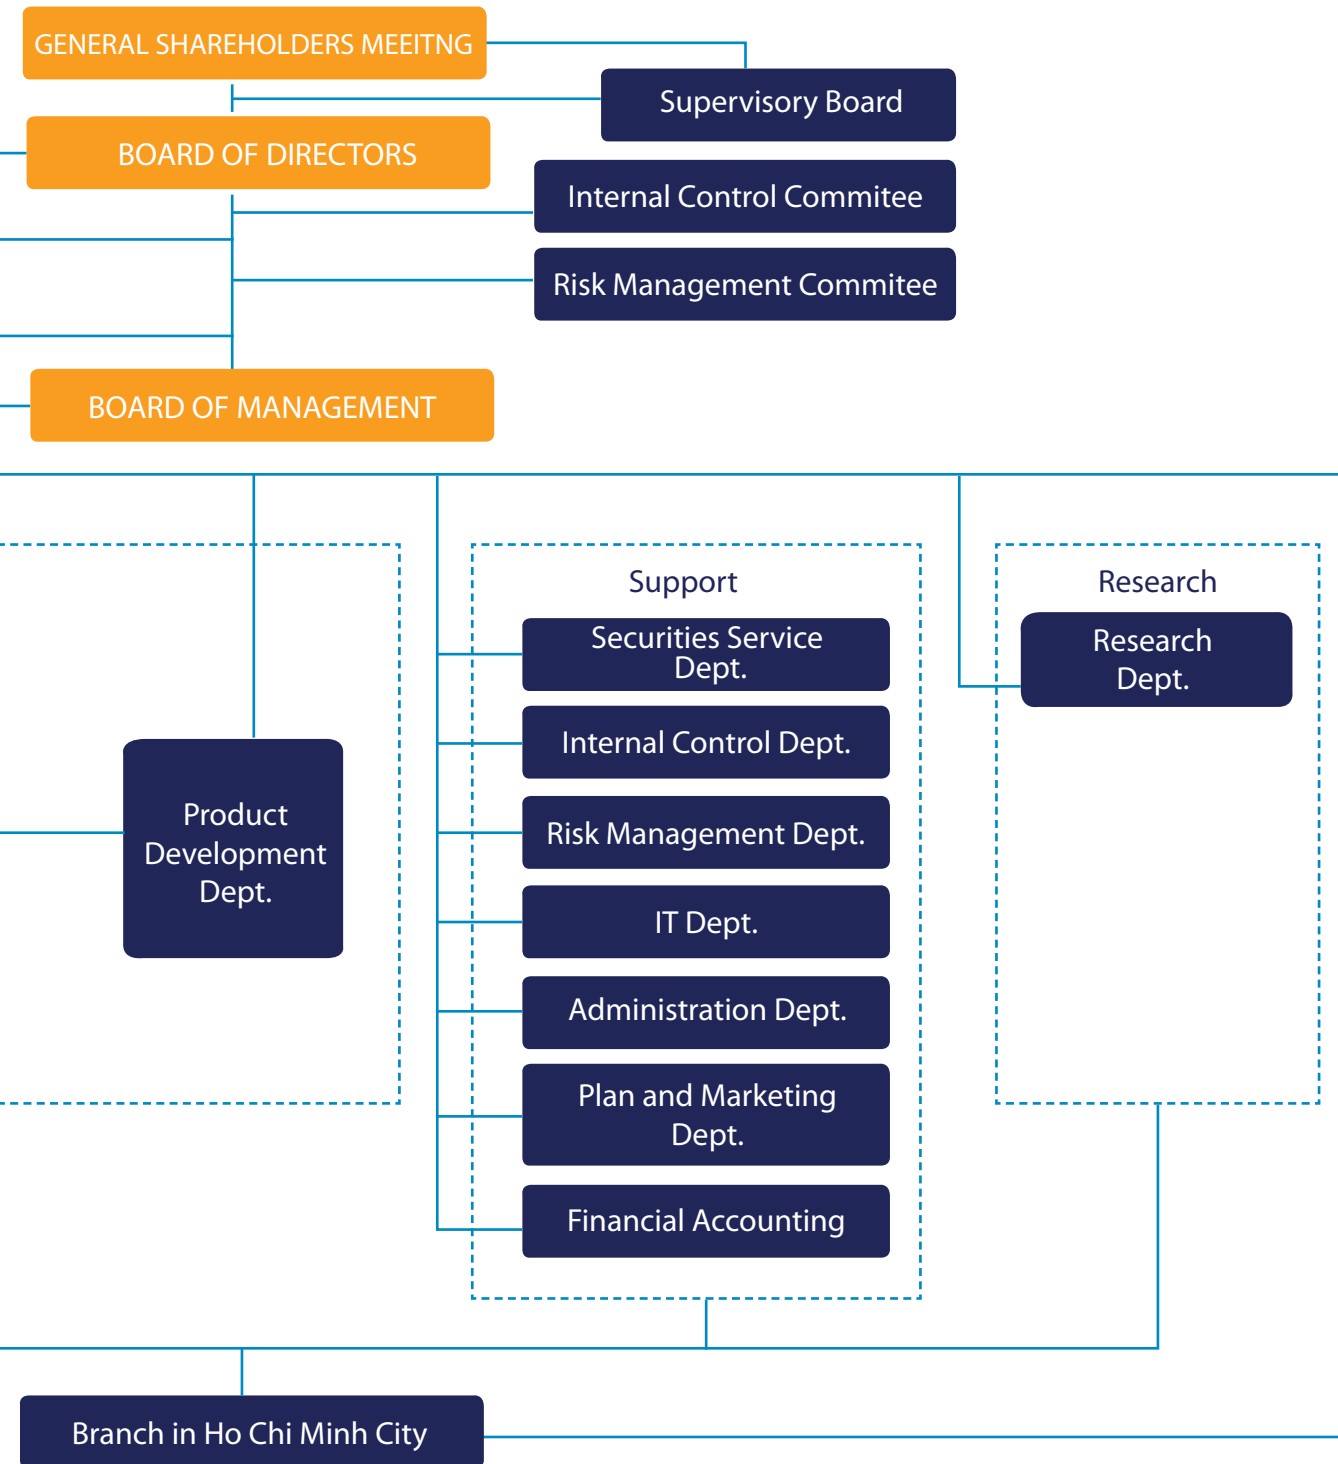 GENERAL SHAREHOLDERS MEEITNG
Supervisory Board
BOARD OF DIRECTORS
Internal Control Commitee
Risk Management Commitee
BOARD OF MANAGEMENT
Support
Securities Service
Dept.
Internal Control Dept.
Risk Management Dept.
IT Dept.
Administration Dept.
Plan and Marketing
Dept.
Financial Accounting
Research
Research
Dept.
Product
Development
Dept.
Branch in Ho Chi Minh City